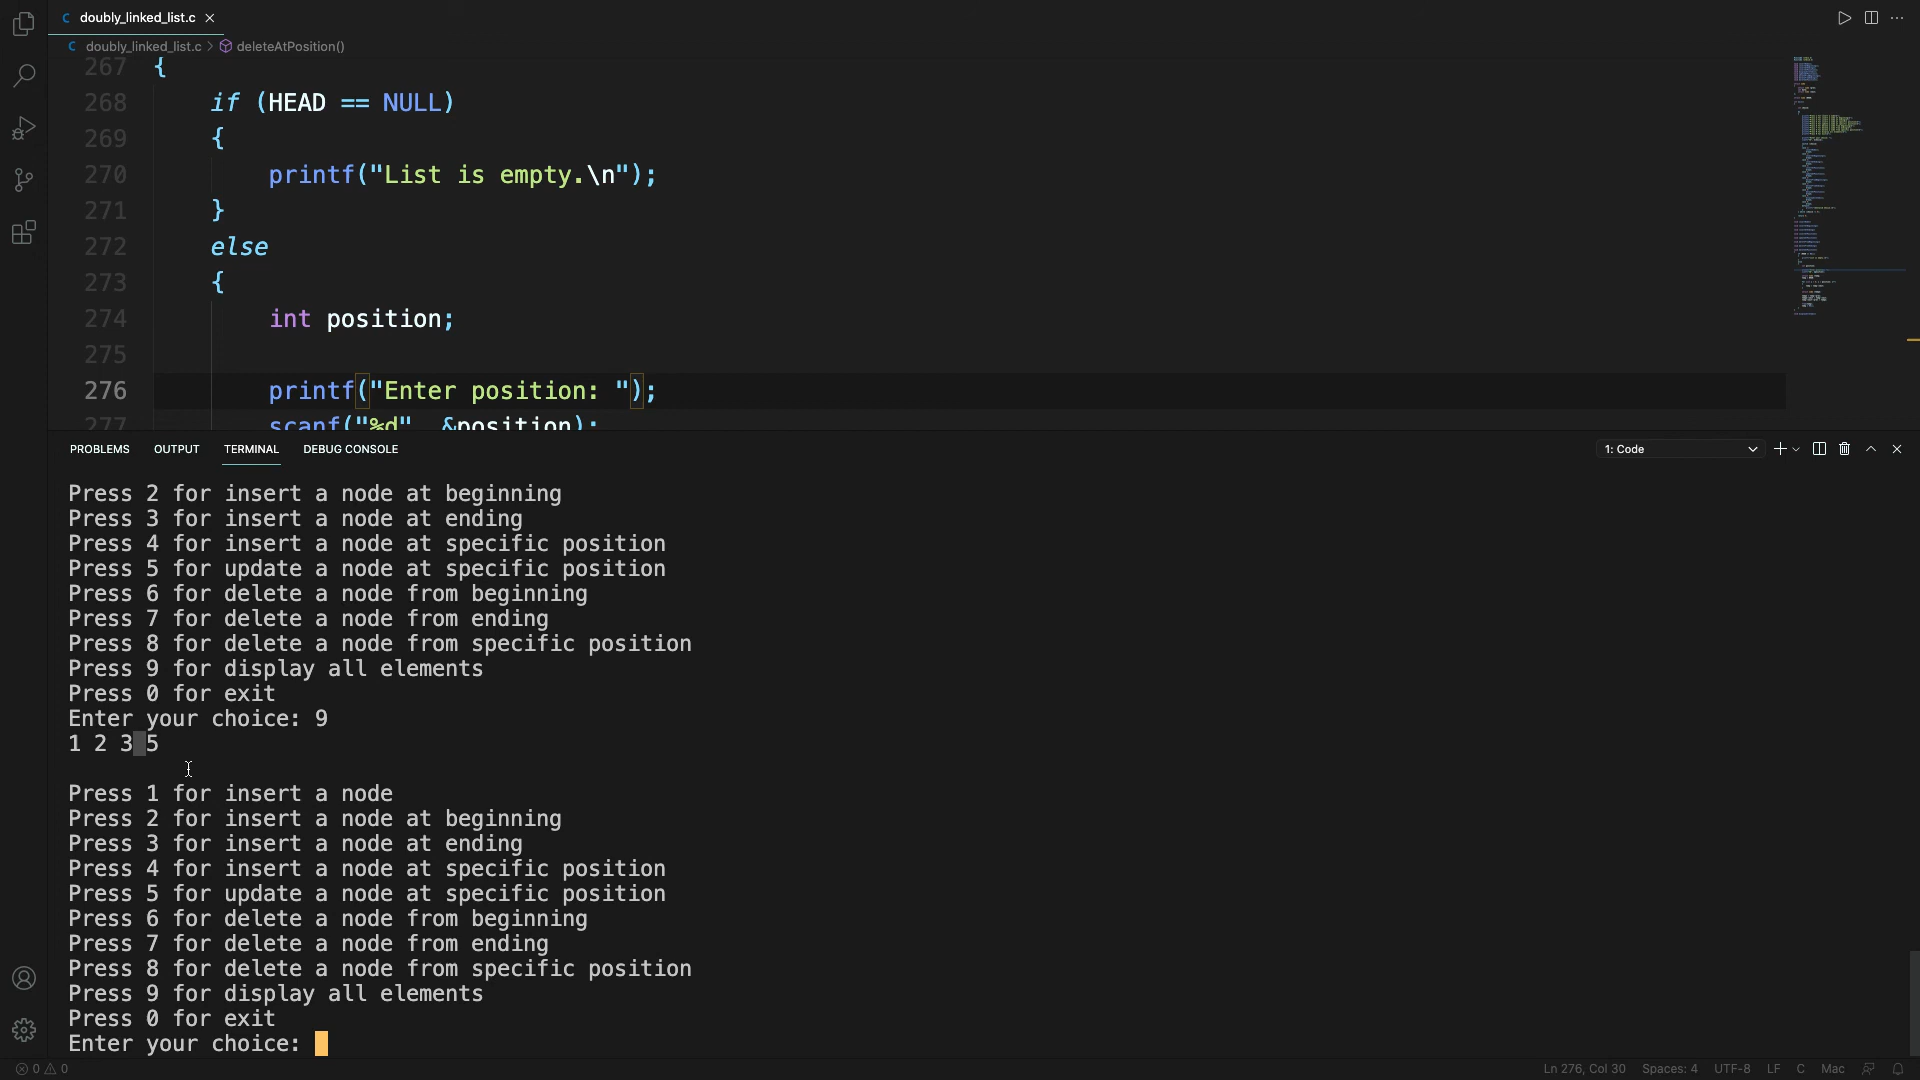 doubly_linked_list.c
doubly_linked_list.c > deleteAtPosition()
267 {
268 if (HEAD == NULL)
269 {
270 printf("List is empty.\n");
271 }
272 else
273 {
274 int position;
275
276 printf("Enter position: ");
277 scanf("%d", &position);
PROBLEMS OUTPUT TERMINAL DEBUG CONSOLE 1: Code
Press 2 for insert a node at beginning
Press 3 for insert a node at ending
Press 4 for insert a node at specific position
Press 5 for update a node at specific position
Press 6 for delete a node from beginning
Press 7 for delete a node from ending
Press 8 for delete a node from specific position
Press 9 for display all elements
Press 0 for exit
Enter your choice: 9
1 2 3 5
Press 1 for insert a node
Press 2 for insert a node at beginning
Press 3 for insert a node at ending
Press 4 for insert a node at specific position
Press 5 for update a node at specific position
Press 6 for delete a node from beginning
Press 7 for delete a node from ending
Press 8 for delete a node from specific position
Press 9 for display all elements
Press 0 for exit
Enter your choice:
0 0 Ln 276, Col 30 Spaces: 4 UTF-8 LF C Mac